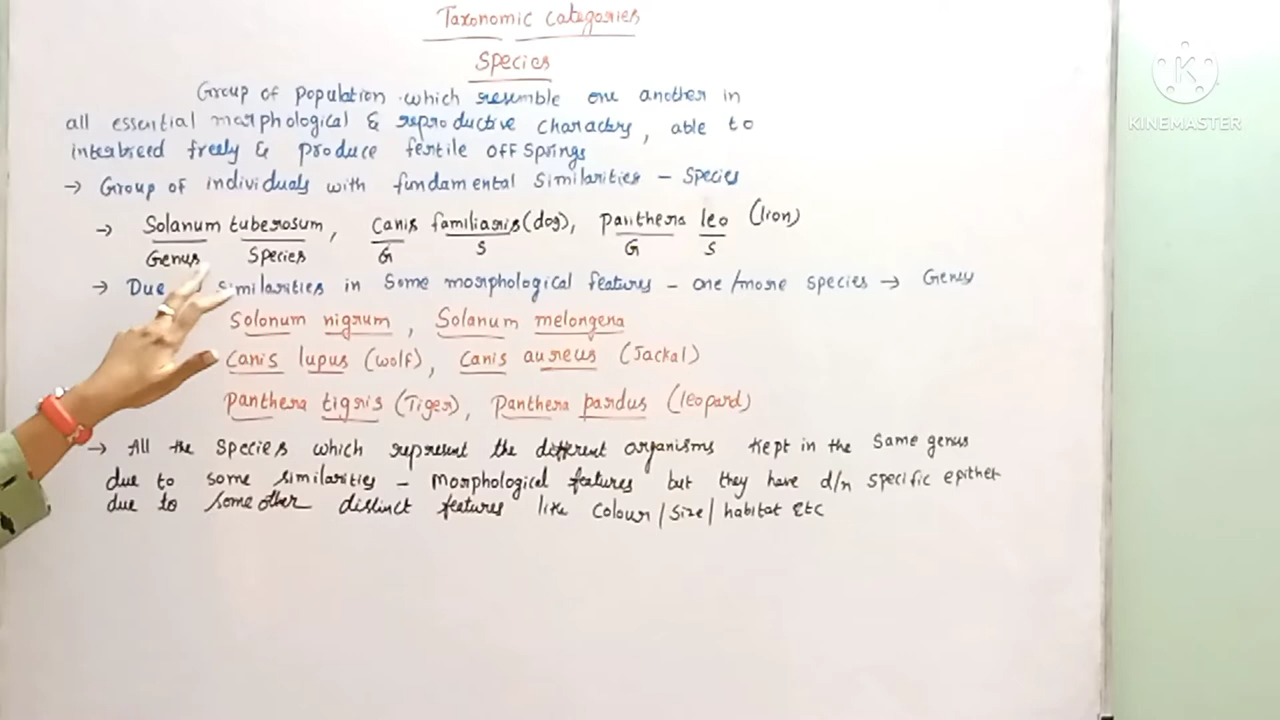 Taxonomic categories
Species
Group of population which resemble one another in
all essential morphological & reproductive characters, able to
interbreed freely & produce fertile offsprings
→ Group of individuals with fundamental similarities - Species
→ Solanum tuberosum, Canis familiaris (dog), Panthera leo (lion)
Genus Species G S G S
→ Due similarities in some morphological features - one/more species → Genus
Solonum nigrum, Solanum melongena
Canis lupus (wolf), Canis aureus (Jackal)
Panthera tigris (Tiger), Panthera pardus (leopard)
→ All the species which represent the different organisms kept in the same genus
due to some similarities - morphological features but they have d/n specific epithet
due to some other distinct features like colour/size/habitat etc
K
KINEMASTER